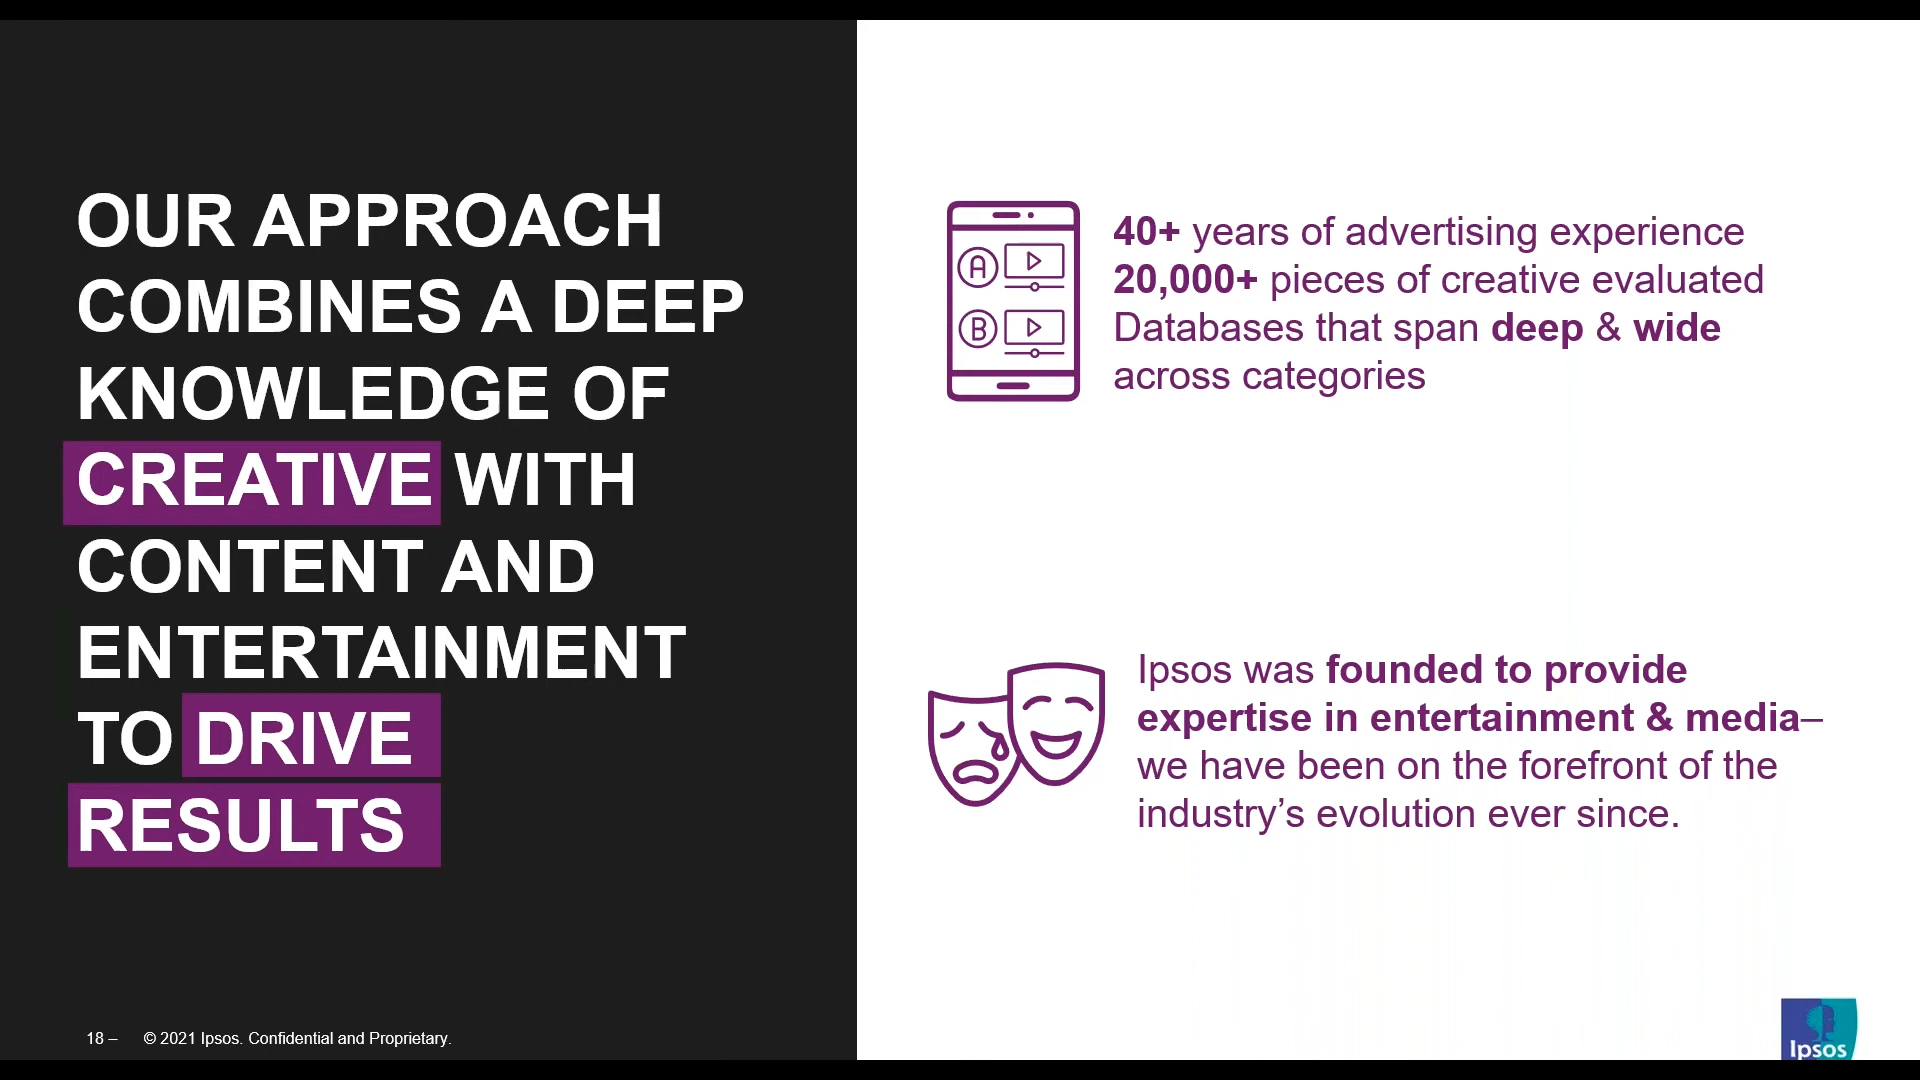 OUR APPROACH
COMBINES A DEEP
KNOWLEDGE OF
CREATIVE WITH
CONTENT AND
ENTERTAINMENT
TO DRIVE
RESULTS
A
B
40+ years of advertising experience
20,000+ pieces of creative evaluated
Databases that span deep & wide
across categories
Ipsos was founded to provide
expertise in entertainment & media–
we have been on the forefront of the
industry’s evolution ever since.
18 – © 2021 Ipsos. Confidential and Proprietary.
Ipsos